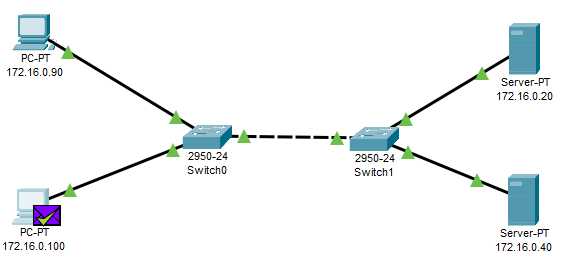 PC-PT
172.16.0.90
Server-PT
172.16.0.20
2950-24
Switch0
2950-24
Switch1
PC-PT
172.16.0.100
Server-PT
172.16.0.40